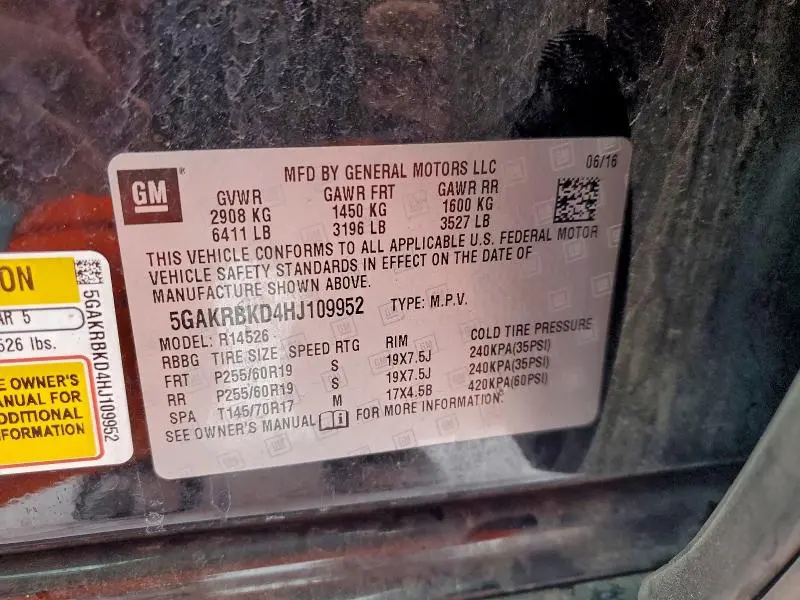 MFD BY GENERAL MOTORS LLC
06/16
GM
GVWR GAWR FRT GAWR RR
2908 KG 1450 KG 1600 KG
6411 LB 3196 LB 3527 LB
THIS VEHICLE CONFORMS TO ALL APPLICABLE U.S. FEDERAL MOTOR
VEHICLE SAFETY STANDARDS IN EFFECT ON THE DATE OF
MANUFACTURE SHOWN ABOVE.
5GAKRBKD4HJ109952 TYPE: M.P.V.
MODEL: R14526
RBBG TIRE SIZE SPEED RTG RIM COLD TIRE PRESSURE
FRT P255/60R19 S 19X7.5J 240KPA(35PSI)
RR P255/60R19 S 19X7.5J 240KPA(35PSI)
SPA T145/70R17 M 17X4.5B 420KPA(60PSI)
SEE OWNER'S MANUAL FOR MORE INFORMATION.
ON
AR 5
526 lbs.
E OWNER'S
ANUAL FOR
DDITIONAL
FORMATION
5GAKRBKD4HJ109952